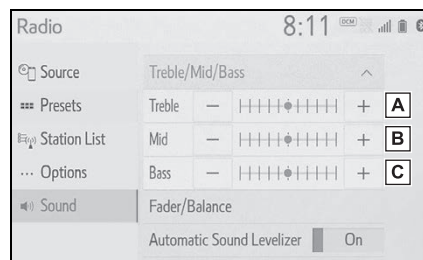 Radio 8:11 DCM
Source
Treble/Mid/Bass
Presets
Treble - + A
Station List
Mid - + B
Options
Bass - + C
Sound
Fader/Balance
Automatic Sound Levelizer On